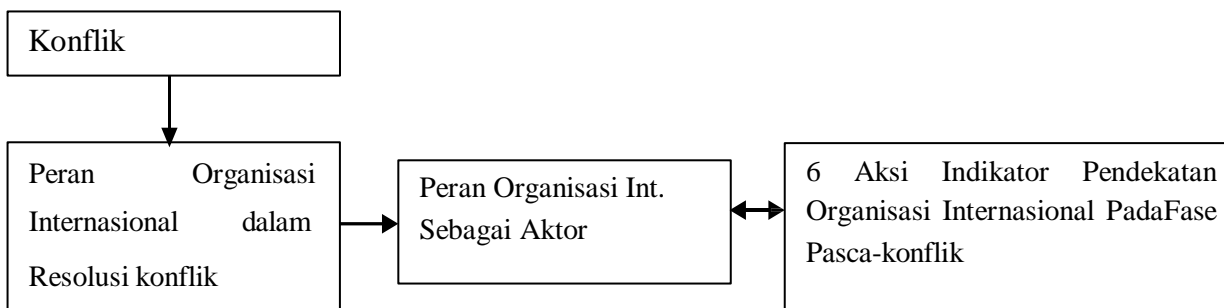 Konflik
Peran Organisasi
Internasional dalam
Resolusi konflik
Peran Organisasi Int.
Sebagai Aktor
6 Aksi Indikator Pendekatan
Organisasi Internasional PadaFase
Pasca-konflik